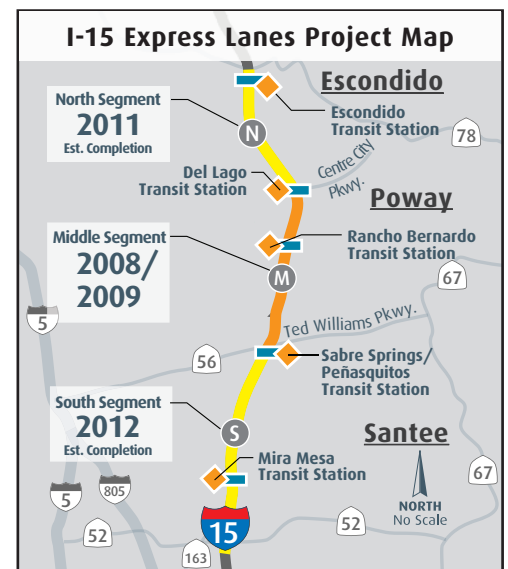 I-15 Express Lanes Project Map
Escondido
North Segment
2011
Est. Completion
Escondido
Transit Station
N
78
Centre City
Pkwy.
Del Lago
Transit Station
Poway
Middle Segment
2008/
2009
Rancho Bernardo
Transit Station
67
M
5
Ted Williams Pkwy.
56
Sabre Springs/
Peñasquitos
Transit Station
South Segment
2012
Est. Completion
S
Santee
Mira Mesa
Transit Station
67
NORTH
No Scale
5
805
15
52
52
163